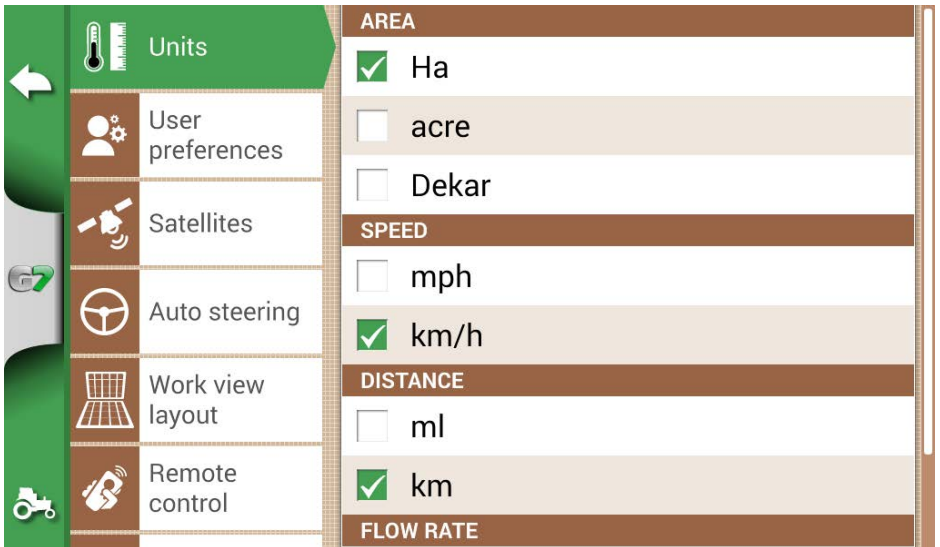 G7
Units
User
preferences
Satellites
Auto steering
Work view
layout
Remote
control
AREA
Ha
acre
Dekar
SPEED
mph
km/h
DISTANCE
ml
km
FLOW RATE